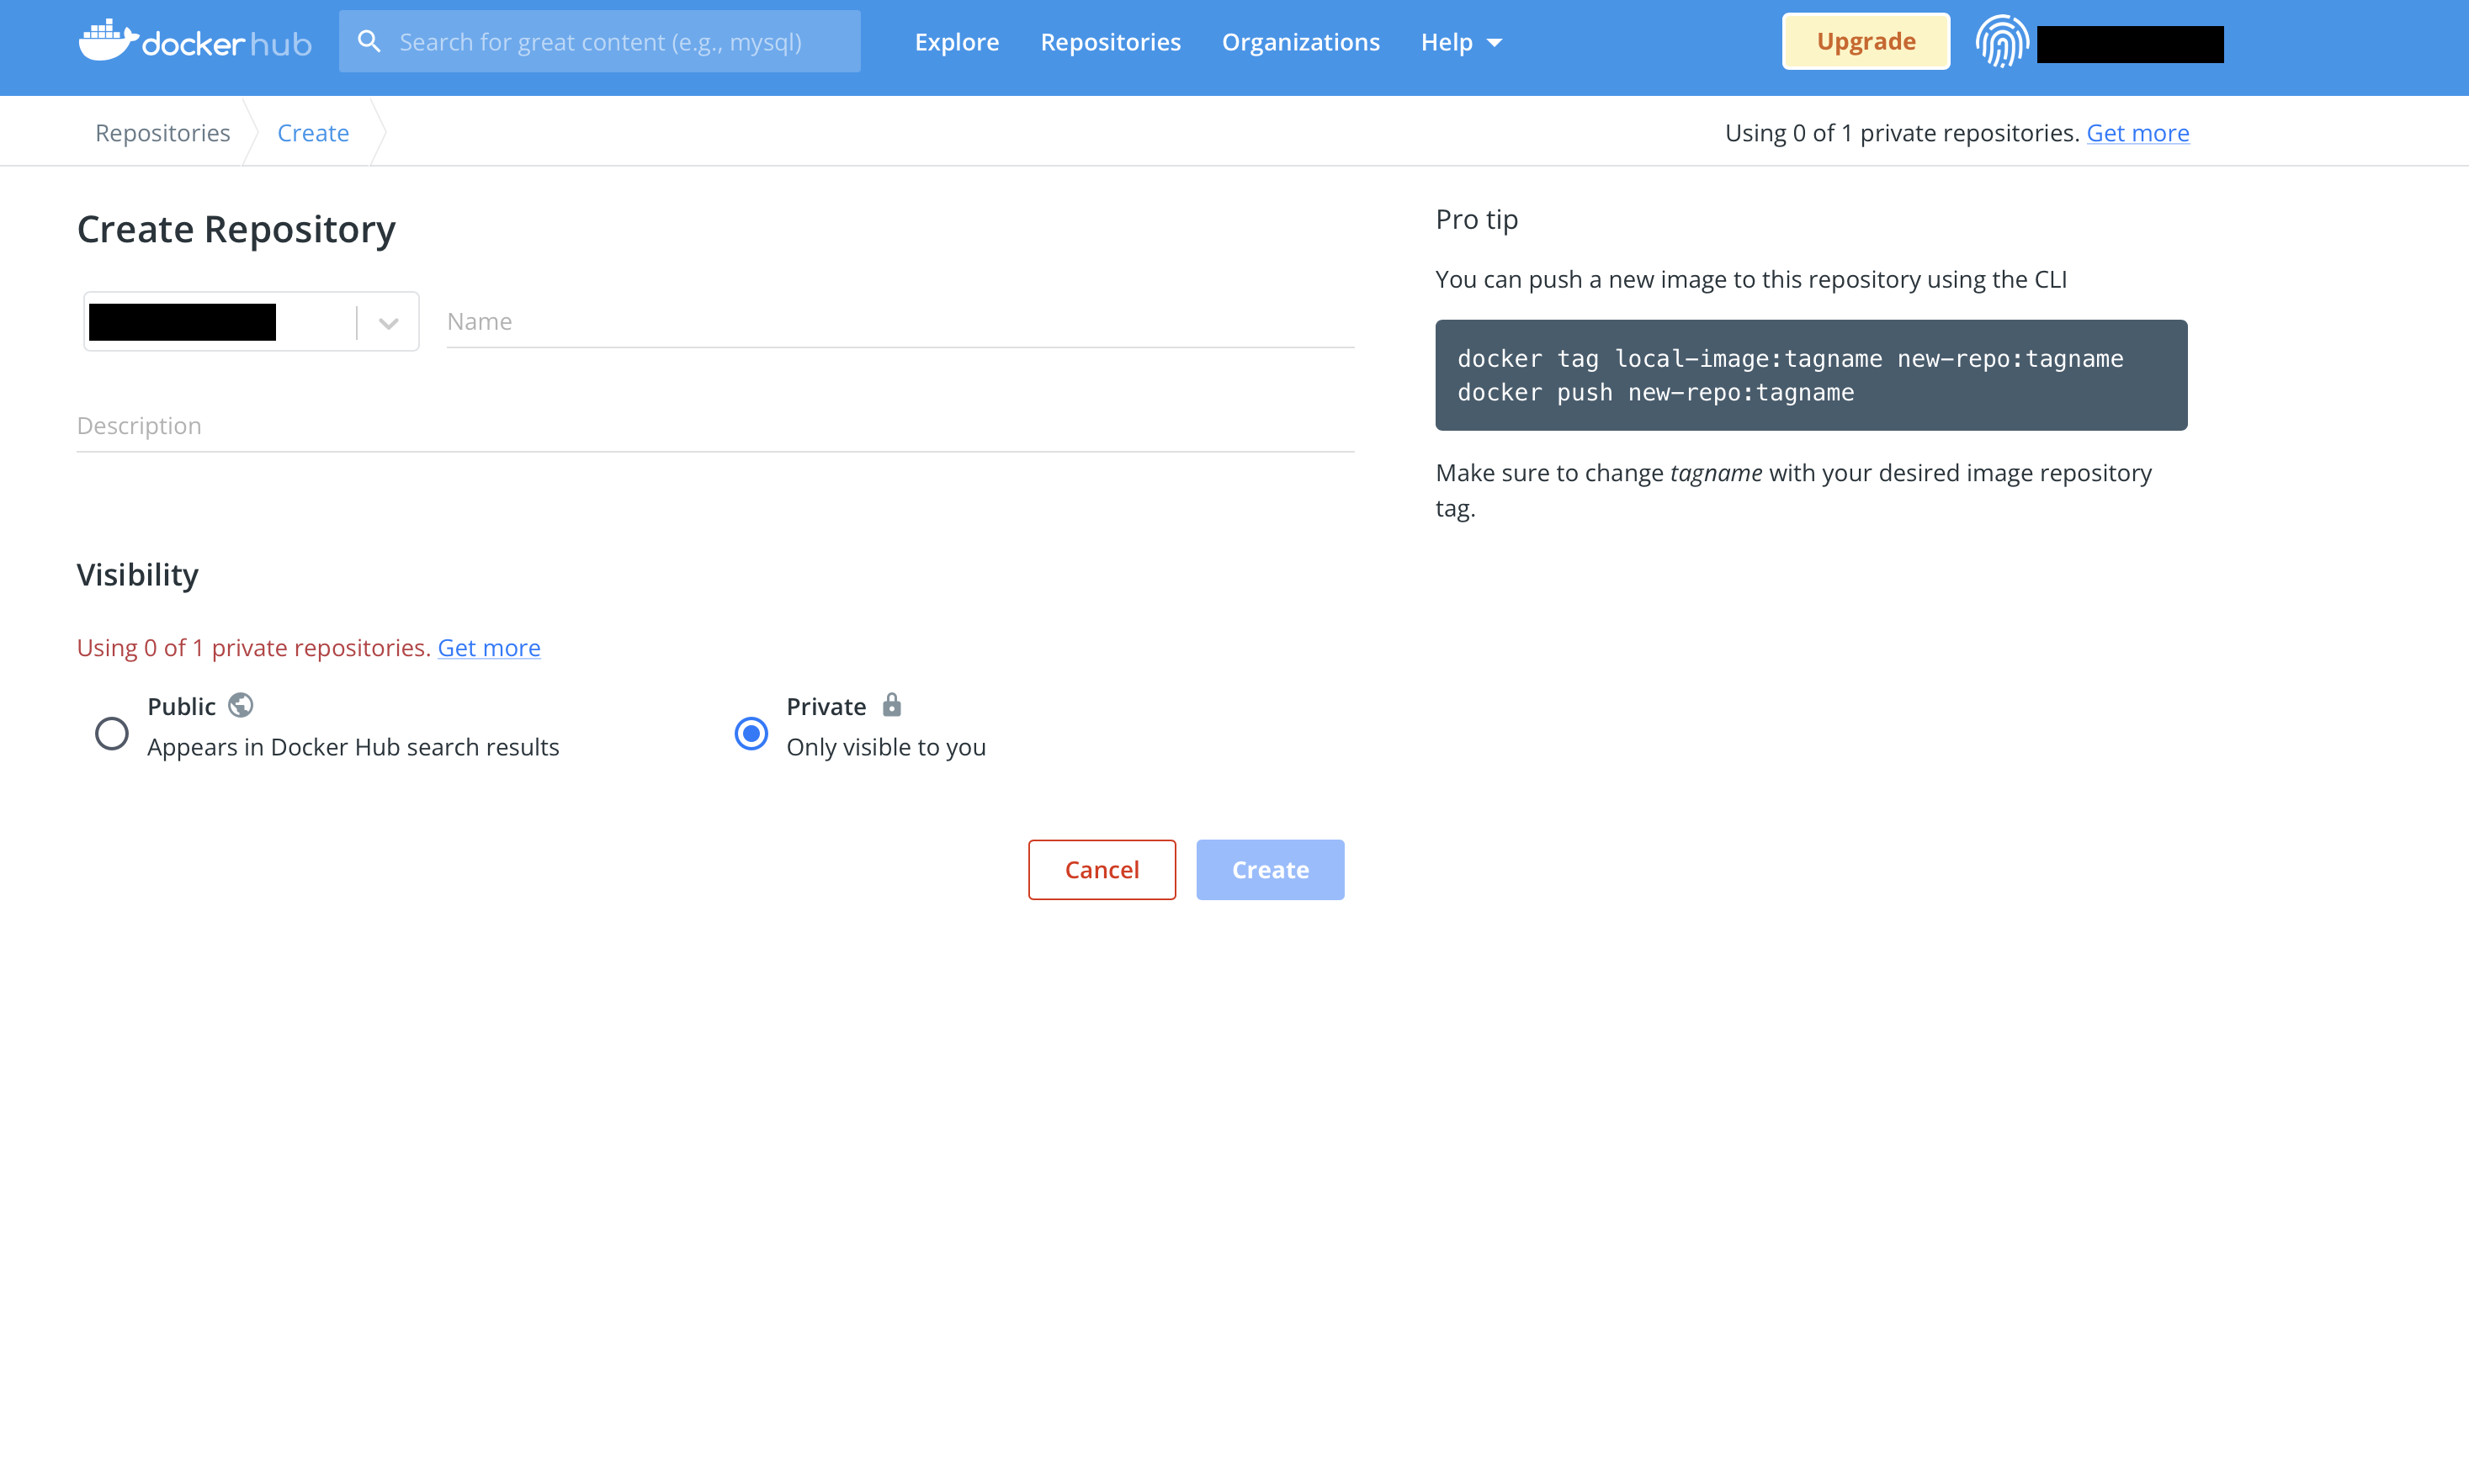 docker hub
Search for great content (e.g., mysql)
Explore
Repositories
Organizations
Help
Upgrade
Repositories
Create
Using 0 of 1 private repositories. Get more
Create Repository
Name
Description
Visibility
Using 0 of 1 private repositories. Get more
Public
Appears in Docker Hub search results
Private
Only visible to you
Cancel
Create
Pro tip
You can push a new image to this repository using the CLI
docker tag local-image:tagname new-repo:tagname
docker push new-repo:tagname
Make sure to change tagname with your desired image repository
tag.